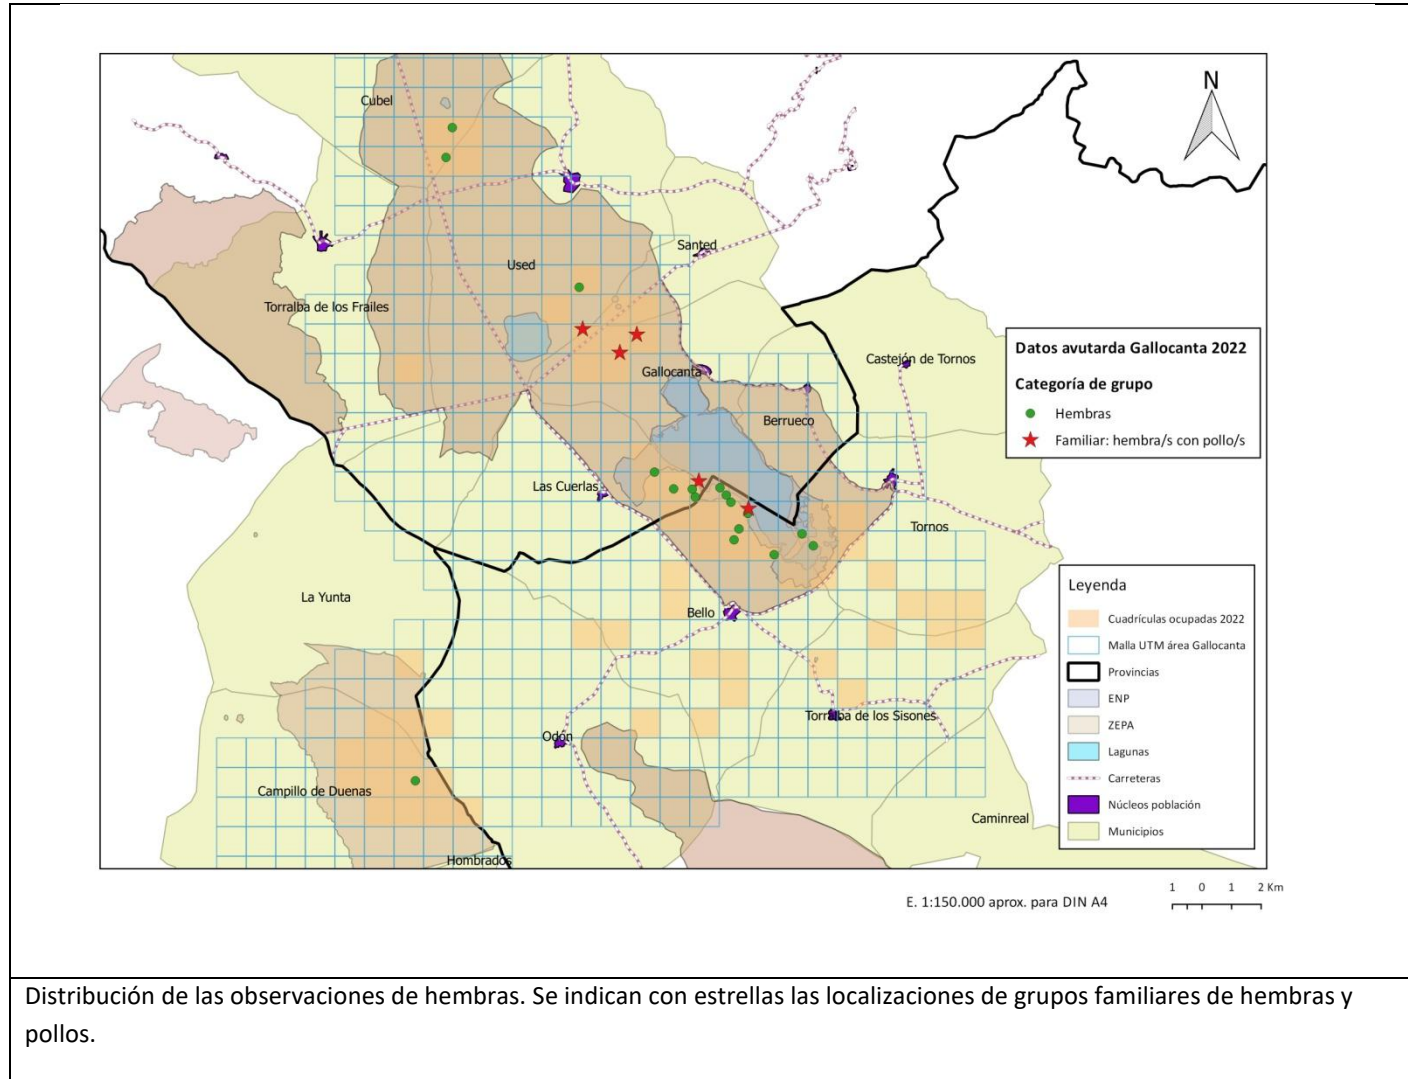 Cubel
N
Santed
Used
Torralba de los Frailes
Datos avutarda Gallocanta 2022
Castejón de Tornos
Gallocanta
Categoría de grupo
Hembras
Berrueco
Familiar: hembra/s con pollo/s
Las Cuerlas
Tornos
Leyenda
La Yunta
Bello
Cuadrículas ocupadas 2022
Malla UTM área Gallocanta
Provincias
ENP
Torralba de los Sisones
ZEPA
Odón
Lagunas
Carreteras
Campillo de Duenas
Núcleos población
Caminreal
Municipios
Hombrados
1 0 1 2 Km
E. 1:150.000 aprox. para DIN A4
Distribución de las observaciones de hembras. Se indican con estrellas las localizaciones de grupos familiares de hembras y
pollos.